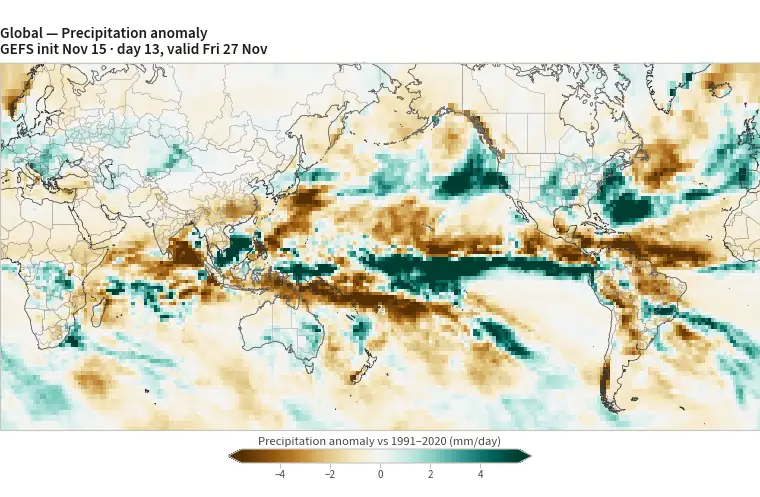 Global — Precipitation anomaly
GEFS init Nov 15 · day 13, valid Fri 27 Nov
Precipitation anomaly vs 1991–2020 (mm/day)
−4 −2 0 2 4